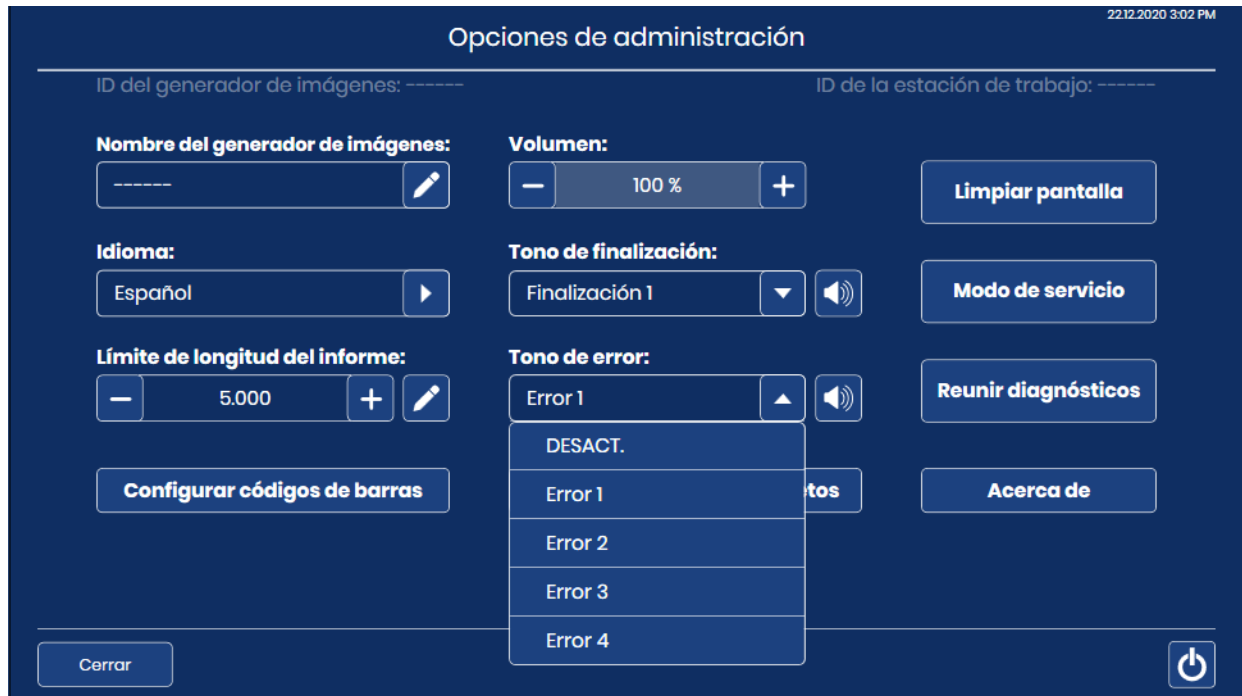 22.12.2020 3:02 PM
Opciones de administración
ID del generador de imágenes: ------
ID de la estación de trabajo: ------
Nombre del generador de imágenes:
------
Volumen:
100 %
Limpiar pantalla
Idioma:
Español
Tono de finalización:
Finalización 1
Modo de servicio
Límite de longitud del informe:
5.000
Tono de error:
Error 1
Reunir diagnósticos
DESACT.
Error 1
Error 2
Error 3
Error 4
Configurar códigos de barras
Acerca de
Cerrar